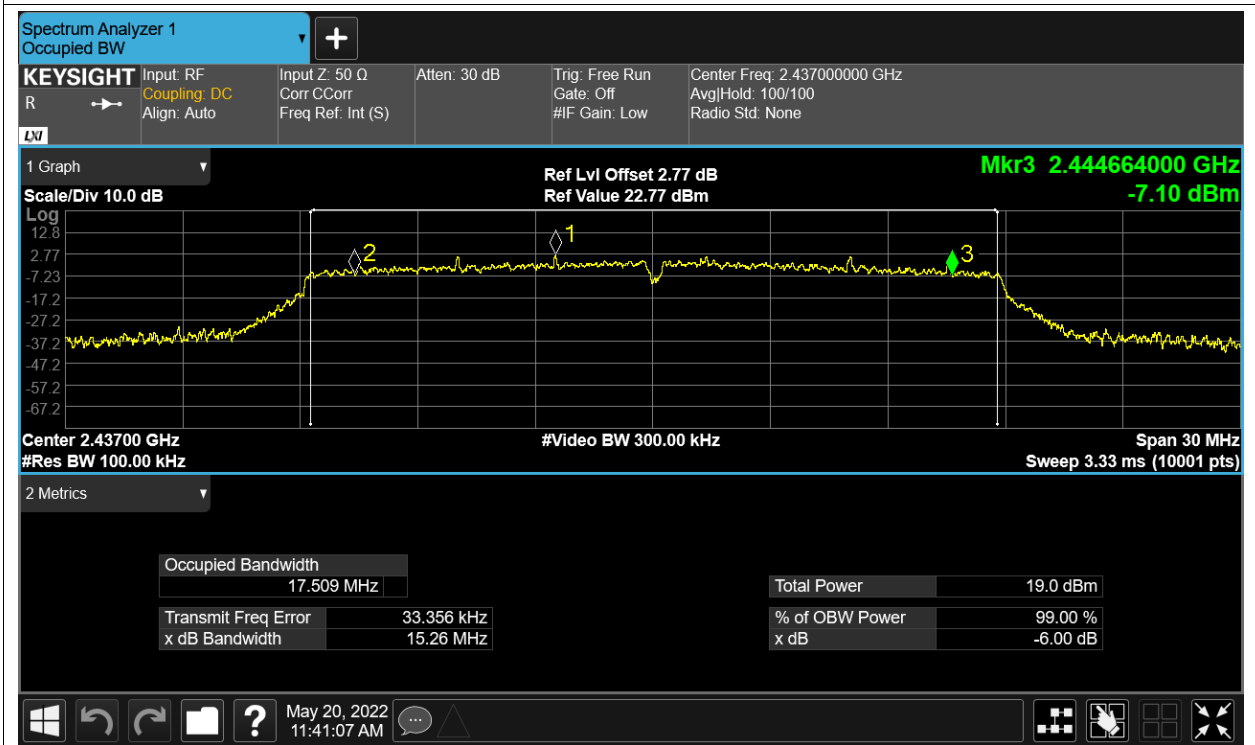 Spectrum Analyzer 1
Occupied BW
KEYSIGHT
R
LXI
Input: RF
Coupling: DC
Align: Auto
Input Z: 50 Ω
Corr CCorr
Freq Ref: Int (S)
Atten: 30 dB
Trig: Free Run
Gate: Off
#IF Gain: Low
Center Freq: 2.437000000 GHz
Avg|Hold: 100/100
Radio Std: None
1 Graph
Scale/Div 10.0 dB
Ref Lvl Offset 2.77 dB
Ref Value 22.77 dBm
Mkr3 2.444664000 GHz
-7.10 dBm
Log
12.8
2.77
-7.23
-17.2
-27.2
-37.2
-47.2
-57.2
-67.2
2
1
3
Center 2.43700 GHz
#Res BW 100.00 kHz
#Video BW 300.00 kHz
Span 30 MHz
Sweep 3.33 ms (10001 pts)
2 Metrics
Occupied Bandwidth
17.509 MHz
Transmit Freq Error 33.356 kHz
x dB Bandwidth 15.26 MHz
Total Power 19.0 dBm
% of OBW Power 99.00 %
x dB -6.00 dB
?
May 20, 2022
11:41:07 AM